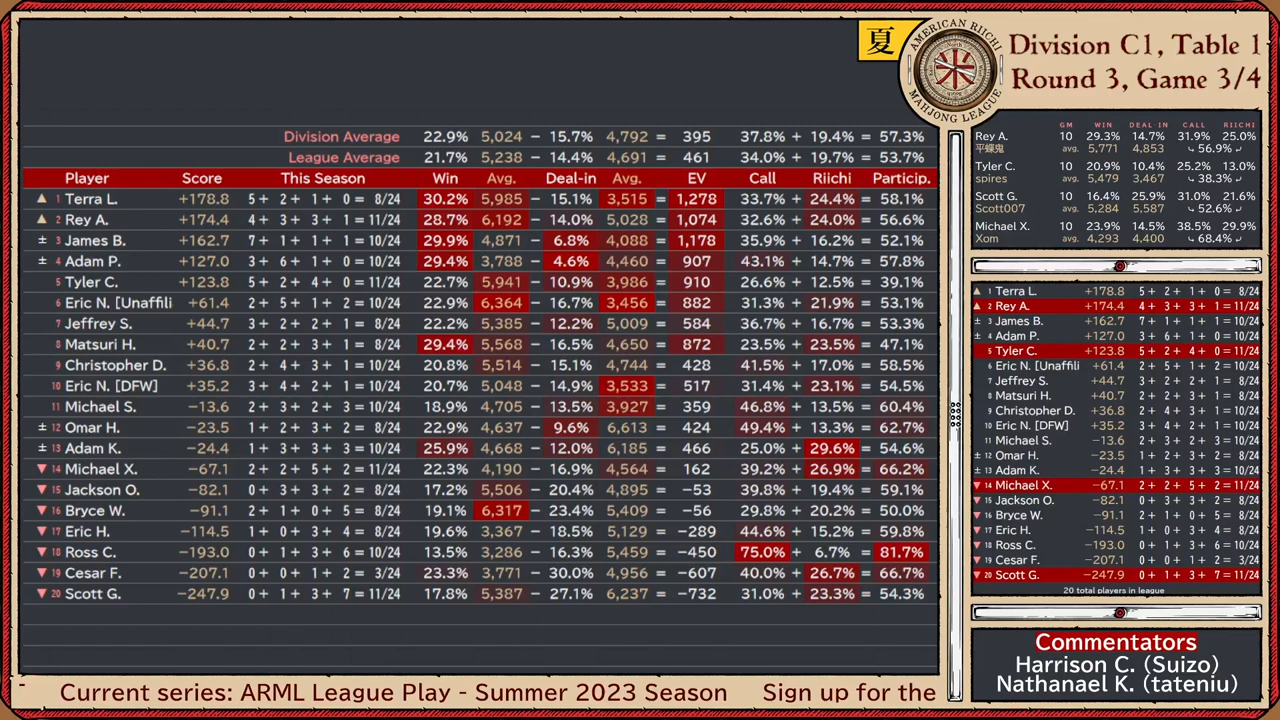 夏
AMERICAN RIICHI
MAHJONG LEAGUE
Division C1, Table 1
Round 3, Game 3/4
Division Average 22.9% 5,024 − 15.7% 4,792 = 395 37.8% + 19.4% = 57.3%
League Average 21.7% 5,238 − 14.4% 4,691 = 461 34.0% + 19.7% = 53.7%
Player Score This Season Win Avg. Deal-in Avg. EV Call Riichi Particip.
▲ 1 Terra L. +178.8 5 + 2 + 1 + 0 = 8/24 30.2% 5,985 − 15.1% 3,515 = 1,278 33.7% + 24.4% = 58.1%
▲ 2 Rey A. +174.4 4 + 3 + 3 + 1 = 11/24 28.7% 6,192 − 14.0% 5,028 = 1,074 32.6% + 24.0% = 56.6%
± 3 James B. +162.7 7 + 1 + 1 + 1 = 10/24 29.9% 4,871 − 6.8% 4,088 = 1,178 35.9% + 16.2% = 52.1%
± 4 Adam P. +127.0 3 + 6 + 1 + 0 = 10/24 29.4% 3,788 − 4.6% 4,460 = 907 43.1% + 14.7% = 57.8%
5 Tyler C. +123.8 5 + 2 + 4 + 0 = 11/24 22.7% 5,941 − 10.9% 3,986 = 910 26.6% + 12.5% = 39.1%
6 Eric N. [Unaffili +61.4 2 + 5 + 1 + 2 = 10/24 22.9% 6,364 − 16.7% 3,456 = 882 31.3% + 21.9% = 53.1%
7 Jeffrey S. +44.7 3 + 2 + 2 + 1 = 8/24 22.2% 5,385 − 12.2% 5,009 = 584 36.7% + 16.7% = 53.3%
8 Matsuri H. +40.7 2 + 2 + 3 + 1 = 8/24 29.4% 5,568 − 16.5% 4,650 = 872 23.5% + 23.5% = 47.1%
9 Christopher D. +36.8 2 + 4 + 3 + 1 = 10/24 20.8% 5,514 − 15.1% 4,744 = 428 41.5% + 17.0% = 58.5%
10 Eric N. [DFW] +35.2 3 + 4 + 2 + 1 = 10/24 20.7% 5,048 − 14.9% 3,533 = 517 31.4% + 23.1% = 54.5%
11 Michael S. −13.6 2 + 3 + 2 + 3 = 10/24 18.9% 4,705 − 13.5% 3,927 = 359 46.8% + 13.5% = 60.4%
± 12 Omar H. −23.5 1 + 2 + 3 + 2 = 8/24 22.9% 4,637 − 9.6% 6,613 = 424 49.4% + 13.3% = 62.7%
± 13 Adam K. −24.4 1 + 3 + 3 + 3 = 10/24 25.9% 4,668 − 12.0% 6,185 = 466 25.0% + 29.6% = 54.6%
▼ 14 Michael X. −67.1 2 + 2 + 5 + 2 = 11/24 22.3% 4,190 − 16.9% 4,564 = 162 39.2% + 26.9% = 66.2%
▼ 15 Jackson O. −82.1 0 + 3 + 3 + 2 = 8/24 17.2% 5,506 − 20.4% 4,895 = −53 39.8% + 19.4% = 59.1%
▼ 16 Bryce W. −91.1 2 + 1 + 0 + 5 = 8/24 19.1% 6,317 − 23.4% 5,409 = −56 29.8% + 20.2% = 50.0%
▼ 17 Eric H. −114.5 1 + 0 + 3 + 4 = 8/24 19.6% 3,367 − 18.5% 5,129 = −289 44.6% + 15.2% = 59.8%
▼ 18 Ross C. −193.0 0 + 1 + 3 + 6 = 10/24 13.5% 3,286 − 16.3% 5,459 = −450 75.0% + 6.7% = 81.7%
▼ 19 Cesar F. −207.1 0 + 0 + 1 + 2 = 3/24 23.3% 3,771 − 30.0% 4,956 = −607 40.0% + 26.7% = 66.7%
▼ 20 Scott G. −247.9 0 + 1 + 3 + 7 = 11/24 17.8% 5,387 − 27.1% 6,237 = −732 31.0% + 23.3% = 54.3%
GM WIN DEAL-IN CALL RIICHI
Rey A. 10 29.3% 14.7% 31.9% 25.0%
avg. 5,771 4,853 56.9%
Tyler C. 10 20.9% 10.4% 25.2% 13.0%
spires avg. 5,479 3,467 38.3%
Scott G. 10 16.4% 25.9% 31.0% 21.6%
Scott007 avg. 5,284 5,587 52.6%
Michael X. 10 23.9% 14.5% 38.5% 29.9%
Xom avg. 4,293 4,400 68.4%
▲ 1 Terra L. +178.8 5 + 2 + 1 + 0 = 8/24
▲ 2 Rey A. +174.4 4 + 3 + 3 + 1 = 11/24
± 3 James B. +162.7 7 + 1 + 1 + 1 = 10/24
± 4 Adam P. +127.0 3 + 6 + 1 + 0 = 10/24
5 Tyler C. +123.8 5 + 2 + 4 + 0 = 11/24
6 Eric N. [Unaffili +61.4 2 + 5 + 1 + 2 = 10/24
7 Jeffrey S. +44.7 3 + 2 + 2 + 1 = 8/24
8 Matsuri H. +40.7 2 + 2 + 3 + 1 = 8/24
9 Christopher D. +36.8 2 + 4 + 3 + 1 = 10/24
10 Eric N. [DFW] +35.2 3 + 4 + 2 + 1 = 10/24
11 Michael S. −13.6 2 + 3 + 2 + 3 = 10/24
± 12 Omar H. −23.5 1 + 2 + 3 + 2 = 8/24
± 13 Adam K. −24.4 1 + 3 + 3 + 3 = 10/24
▼ 14 Michael X. −67.1 2 + 2 + 5 + 2 = 11/24
▼ 15 Jackson O. −82.1 0 + 3 + 3 + 2 = 8/24
▼ 16 Bryce W. −91.1 2 + 1 + 0 + 5 = 8/24
▼ 17 Eric H. −114.5 1 + 0 + 3 + 4 = 8/24
▼ 18 Ross C. −193.0 0 + 1 + 3 + 6 = 10/24
▼ 19 Cesar F. −207.1 0 + 0 + 1 + 2 = 3/24
▼ 20 Scott G. −247.9 0 + 1 + 3 + 7 = 11/24
20 total players in league
Commentators
Harrison C. (Suizo)
Nathanael K. (tateniu)
Current series: ARML League Play - Summer 2023 Season Sign up for the